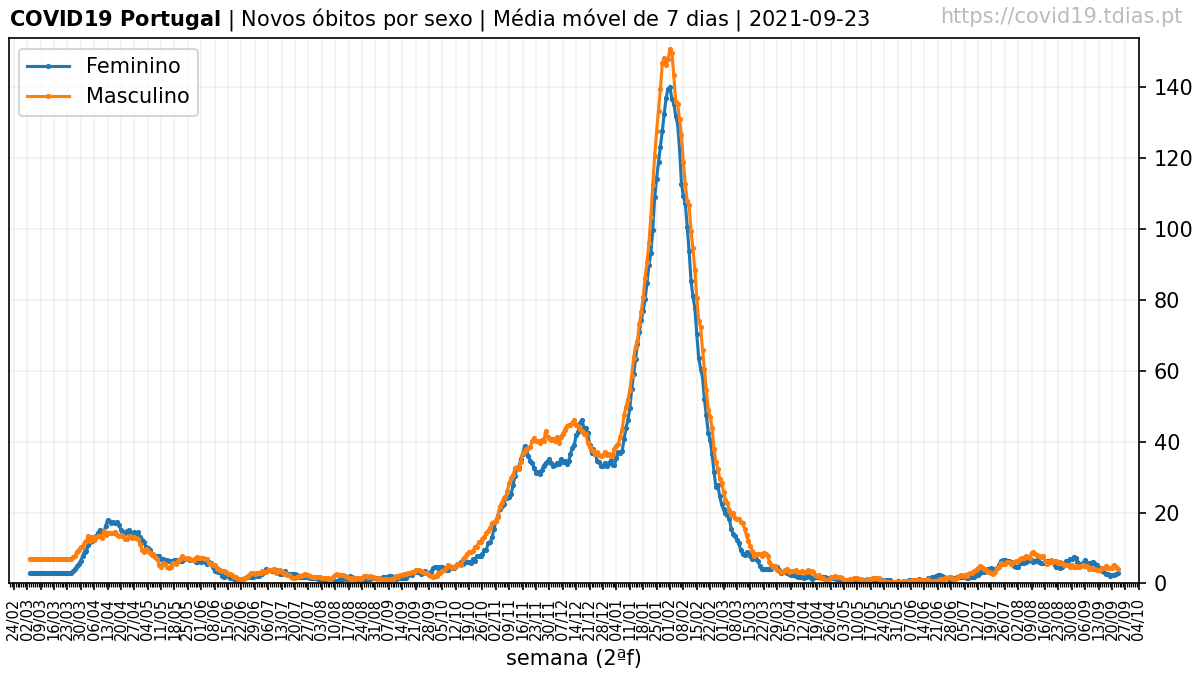 COVID19 Portugal | Novos óbitos por sexo | Média móvel de 7 dias | 2021-09-23
https://covid19.tdias.pt
Feminino
Masculino
140
120
100
80
60
40
20
0
24/02 02/03 09/03 16/03 23/03 30/03 06/04 13/04 20/04 27/04 04/05 11/05 18/05 25/05 01/06 08/06 15/06 22/06 29/06 06/07 13/07 20/07 27/07 03/08 10/08 17/08 24/08 31/08 07/09 14/09 21/09 28/09 05/10 12/10 19/10 26/10 02/11 09/11 16/11 23/11 30/11 07/12 14/12 21/12 28/12 04/01 11/01 18/01 25/01 01/02 08/02 15/02 22/02 01/03 08/03 15/03 22/03 29/03 05/04 12/04 19/04 26/04 03/05 10/05 17/05 24/05 31/05 07/06 14/06 21/06 28/06 05/07 12/07 19/07 26/07 02/08 09/08 16/08 23/08 30/08 06/09 13/09 20/09 27/09 04/10
semana (2ªf)